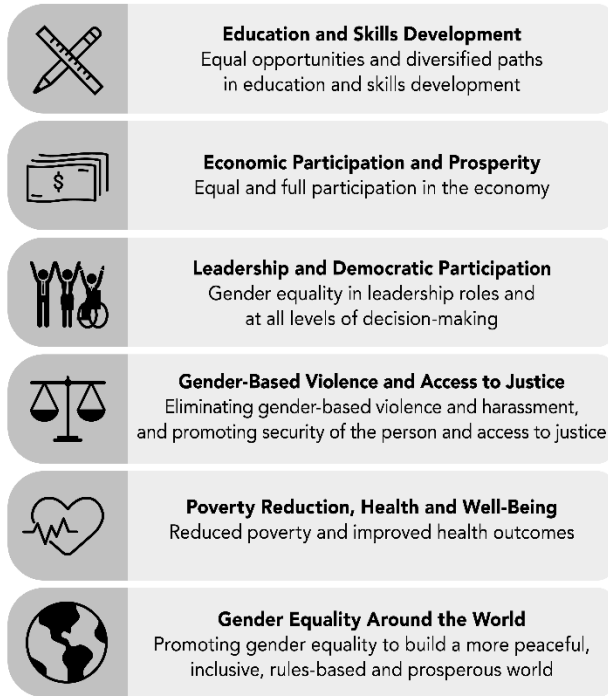 Education and Skills Development
Equal opportunities and diversified paths
in education and skills development
$
Economic Participation and Prosperity
Equal and full participation in the economy
Leadership and Democratic Participation
Gender equality in leadership roles and
at all levels of decision-making
Gender-Based Violence and Access to Justice
Eliminating gender-based violence and harassment,
and promoting security of the person and access to justice
Poverty Reduction, Health and Well-Being
Reduced poverty and improved health outcomes
Gender Equality Around the World
Promoting gender equality to build a more peaceful,
inclusive, rules-based and prosperous world